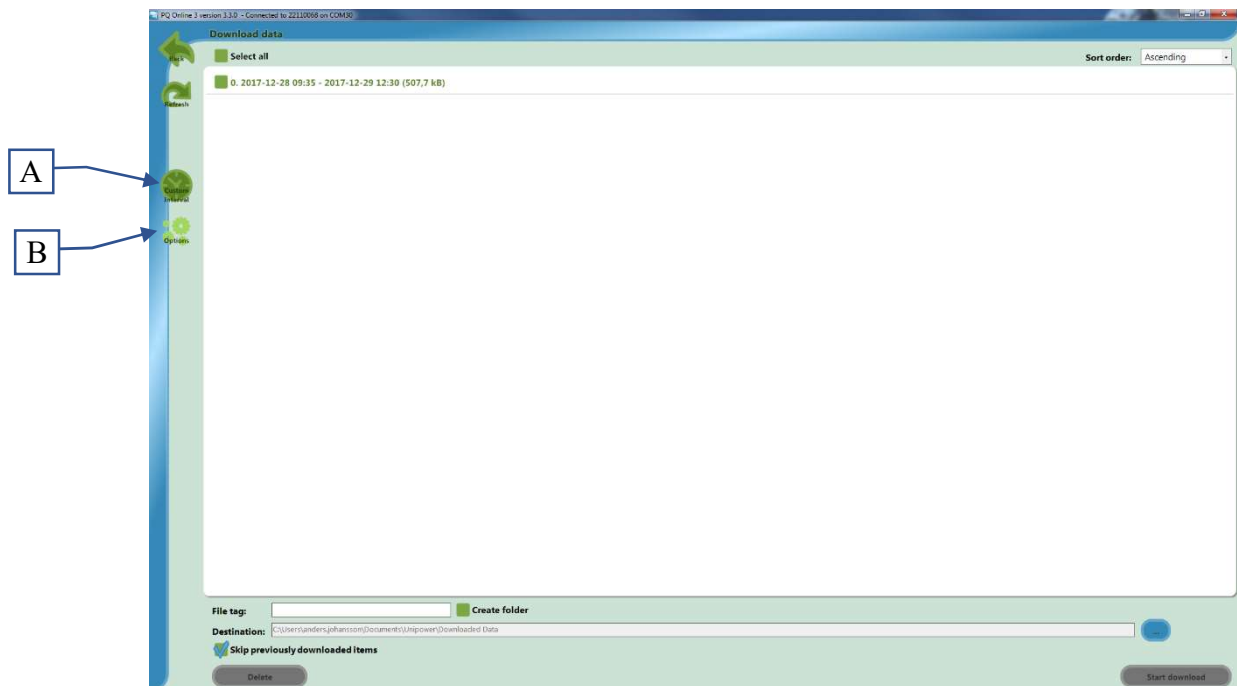 PQ Online 3 version 3.3.0 - Connected to 22110068 on COM30
Download data
Back
Select all
Sort order: Ascending
0. 2017-12-28 09:35 - 2017-12-29 12:30 (507,7 kB)
Refresh
A
Custom
Interval
B
Options
File tag:
Create folder
Destination: C:\Users\anders.johansson\Documents\Unipower\Downloaded Data
...
Skip previously downloaded items
Delete
Start download